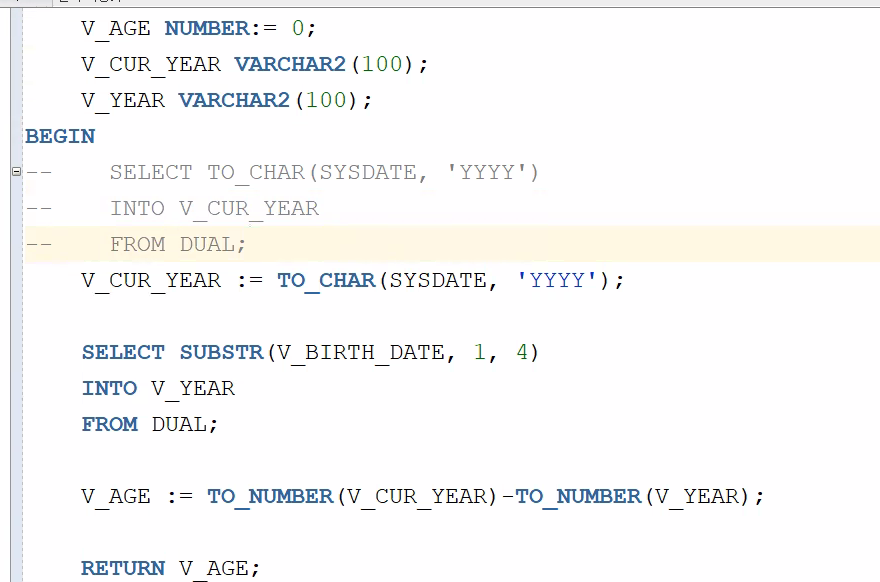 V_AGE NUMBER:= 0;
V_CUR_YEAR VARCHAR2(100);
V_YEAR VARCHAR2(100);
BEGIN
--    SELECT TO_CHAR(SYSDATE, 'YYYY')
--    INTO V_CUR_YEAR
--    FROM DUAL;
V_CUR_YEAR := TO_CHAR(SYSDATE, 'YYYY');
SELECT SUBSTR(V_BIRTH_DATE, 1, 4)
INTO V_YEAR
FROM DUAL;
V_AGE := TO_NUMBER(V_CUR_YEAR)-TO_NUMBER(V_YEAR);
RETURN V_AGE;